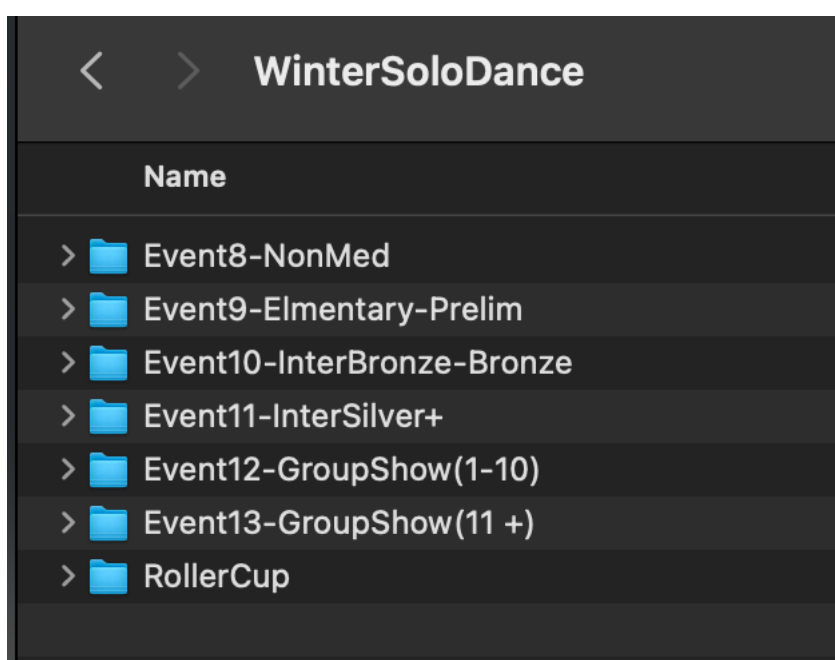 WinterSoloDance
Name
Event8-NonMed
Event9-Elmentary-Prelim
Event10-InterBronze-Bronze
Event11-InterSilver+
Event12-GroupShow(1-10)
Event13-GroupShow(11 +)
RollerCup